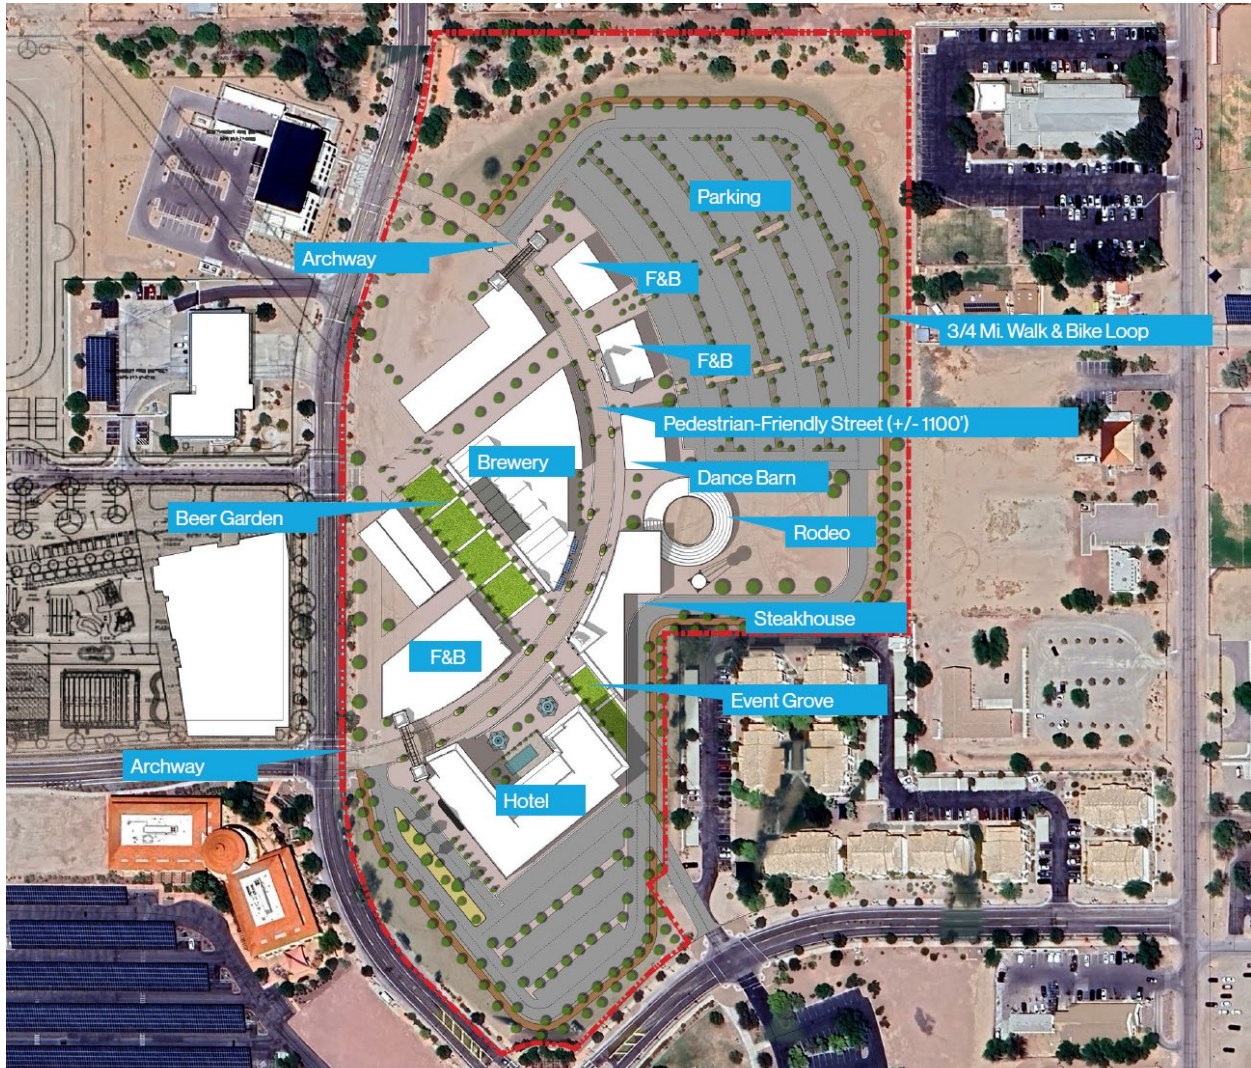 Parking
Archway
F&B
3/4 Mi. Walk & Bike Loop
F&B
Pedestrian-Friendly Street (+/- 1100')
Brewery
Dance Barn
Beer Garden
Rodeo
Steakhouse
F&B
Event Grove
Archway
Hotel